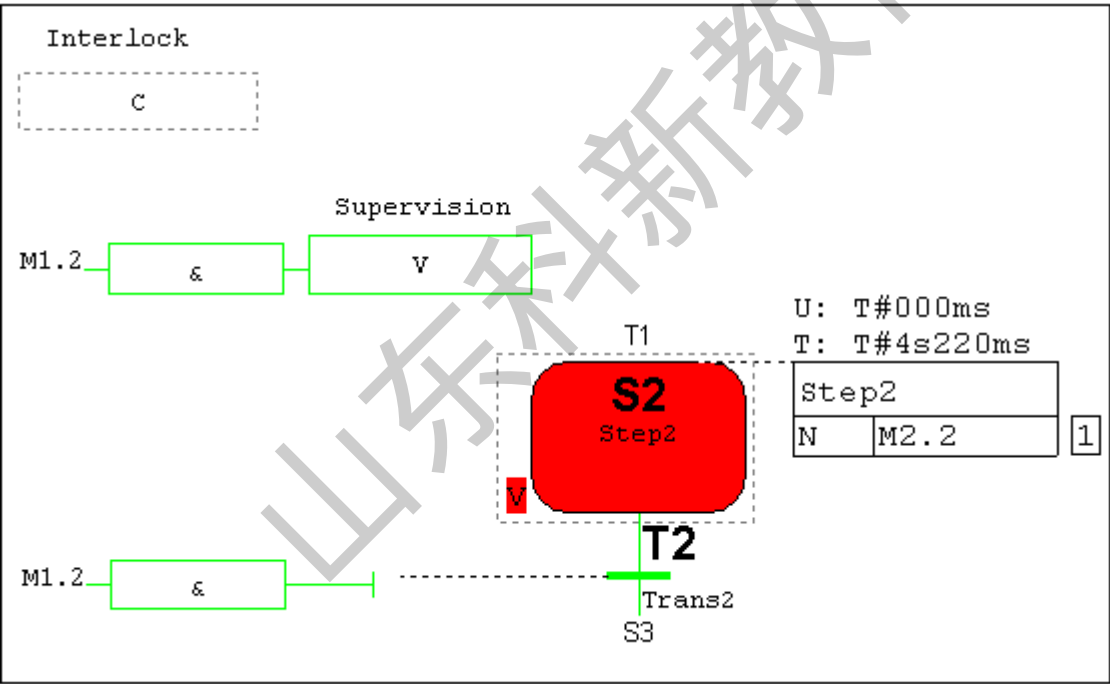 Interlock
C
Supervision
M1.2
&
V
U: T#000ms
T: T#4s220ms
T1
S2
Step2
V
Step2
N
M2.2
1
T2
M1.2
&
Trans2
S3
山东科新教